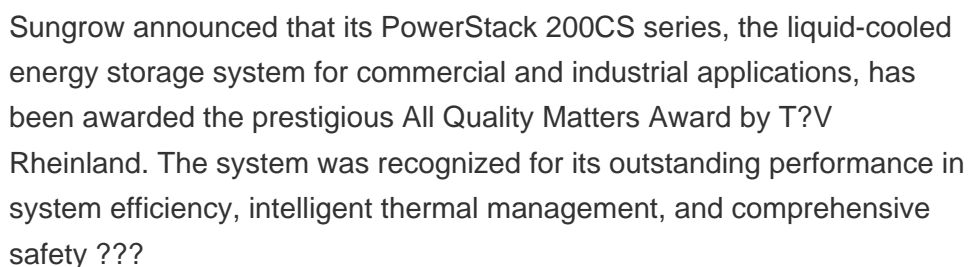 Sungrow announced that its PowerStack 200CS series, the liquid-cooled
energy storage system for commercial and industrial applications, has
been awarded the prestigious All Quality Matters Award by T?V
Rheinland. The system was recognized for its outstanding performance in
system efficiency, intelligent thermal management, and comprehensive
safety ???